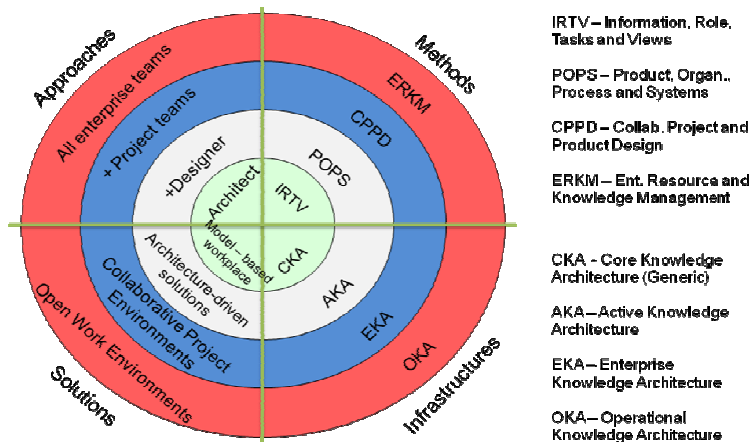 Approaches
Methods
All enterprise teams
ERKM
+ Project teams
CPPD
+Designer
POPS
Architect
IRTV
Model – based
workplace
CKA
Architecture-driven
solutions
AKA
Collaborative Project
Environments
EKA
Open Work Environments
OKA
Solutions
Infrastructures
IRTV – Information, Role,
Tasks and Views
POPS – Product, Organ.,
Process and Systems
CPPD – Collab. Project and
Product Design
ERKM – Ent. Resource and
Knowledge Management
CKA - Core Knowledge
Architecture (Generic)
AKA – Active Knowledge
Architecture
EKA – Enterprise
Knowledge Architecture
OKA – Operational
Knowledge Architecture